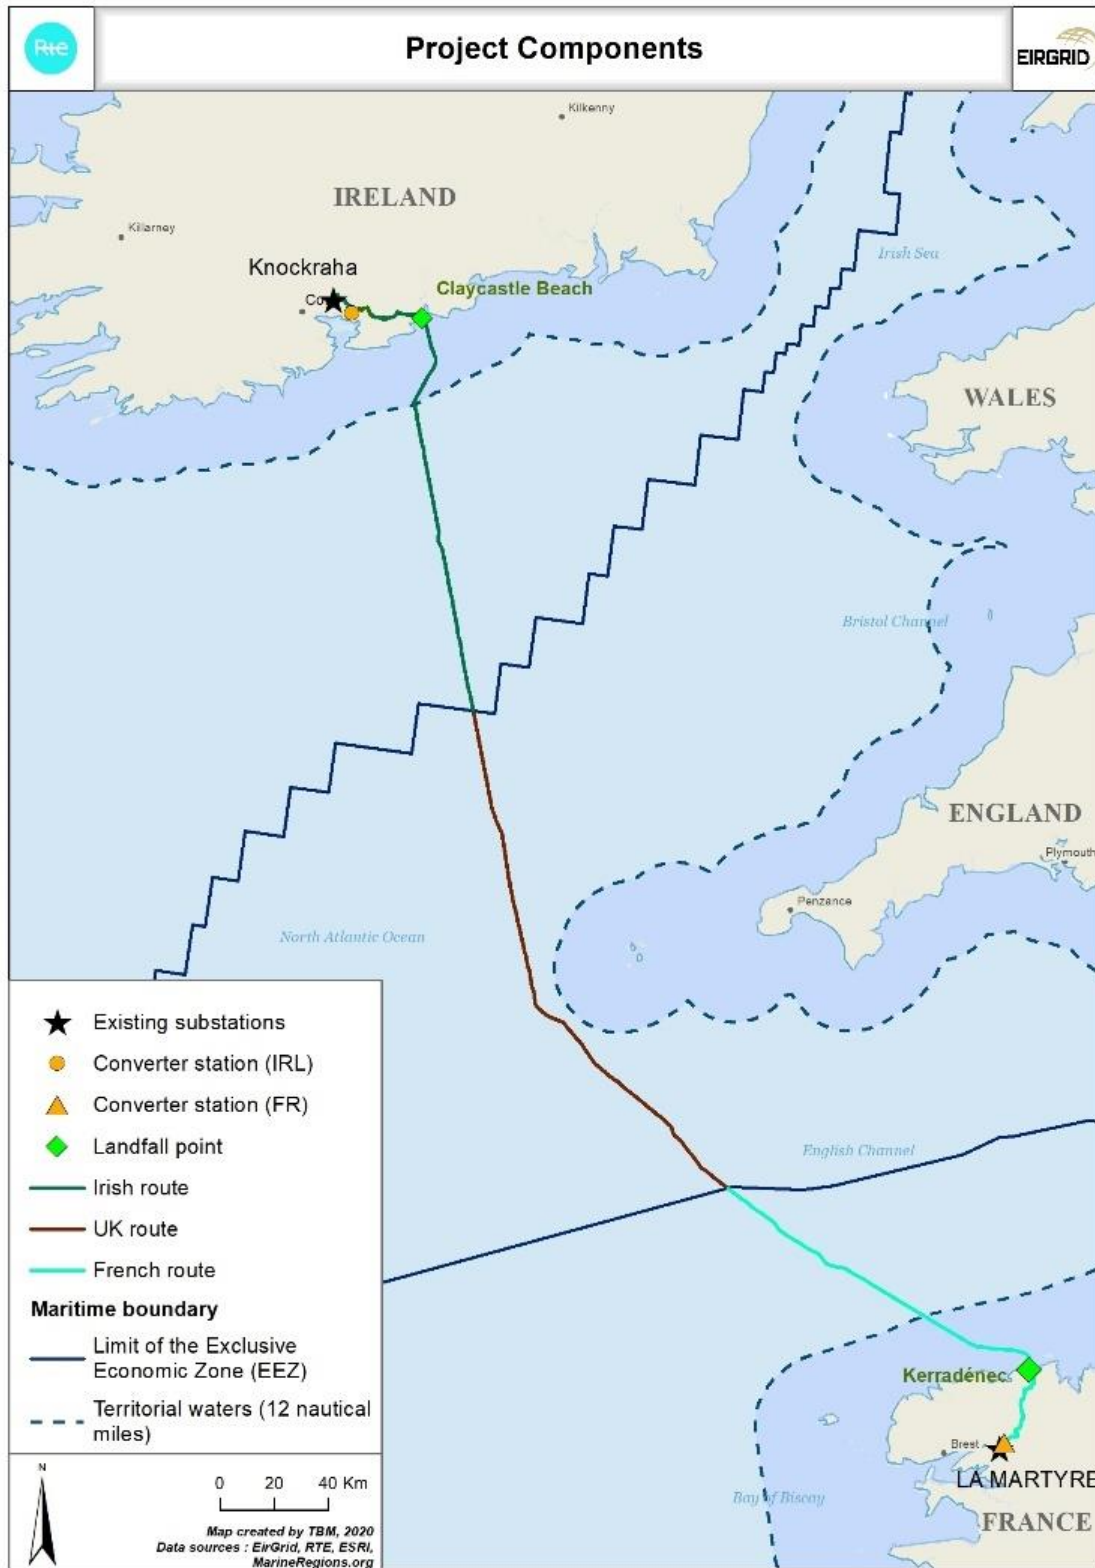 Rte
Project Components
EIRGRID
Kilkenny
IRELAND
Killarney
Irish Sea
Knockraha
Claycastle Beach
Co
WALES
Bristol Channel
ENGLAND
Plymouth
Penzance
North Atlantic Ocean
Existing substations
Converter station (IRL)
Converter station (FR)
Landfall point
Irish route
UK route
French route
Maritime boundary
Limit of the Exclusive
Economic Zone (EEZ)
Territorial waters (12 nautical
miles)
English Channel
Kerradénec
Brest
LA MARTYRE
Bay of Biscay
FRANCE
N
0 20 40 Km
Map created by TBM, 2020
Data sources : EirGrid, RTE, ESRI,
MarineRegions.org